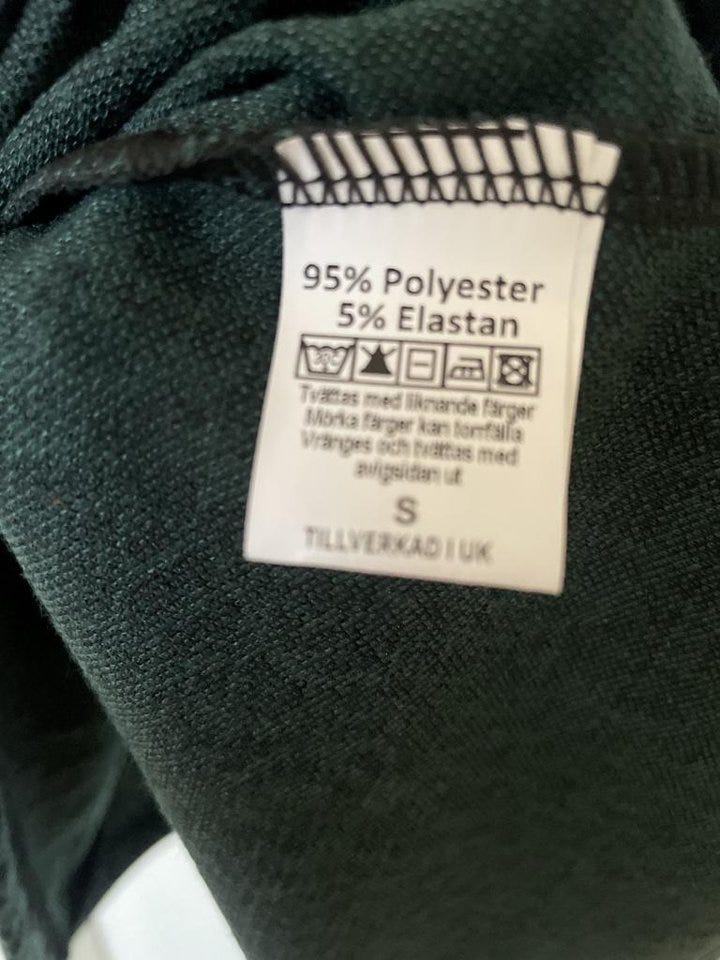 95% Polyester
5% Elastan
Tvättas med liknande färger
Mörka färger kan tomfälla
Vränges och tvättas med
avigsidan ut
S
TILLVERKAD I UK